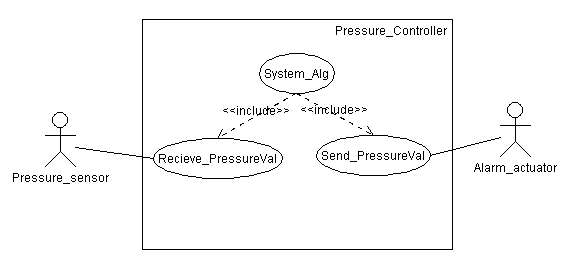 Pressure_Controller
System_Alg
<<include>> <<include>>
Recieve_PressureVal
Send_PressureVal
Pressure_sensor
Alarm_actuator